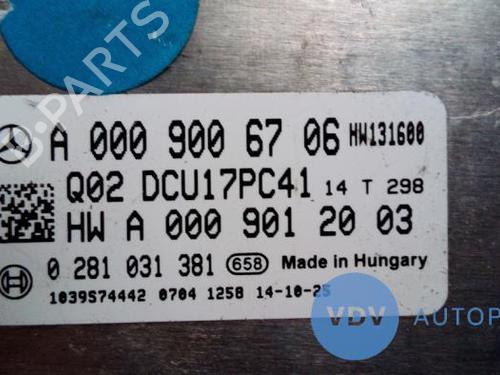 A 000 900 67 06 HW131600
Q02 DCU17PC41 14 T 298
HW A 000 901 20 03
0 281 031 381 658 Made in Hungary
1039S74442 0704 1258 14-10-25
B-PARTS
VDV AUTOP